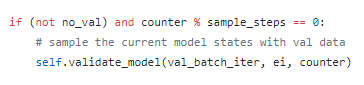 if (not no_val) and counter % sample_steps == 0:
    # sample the current model states with val data
    self.validate_model(val_batch_iter, ei, counter)